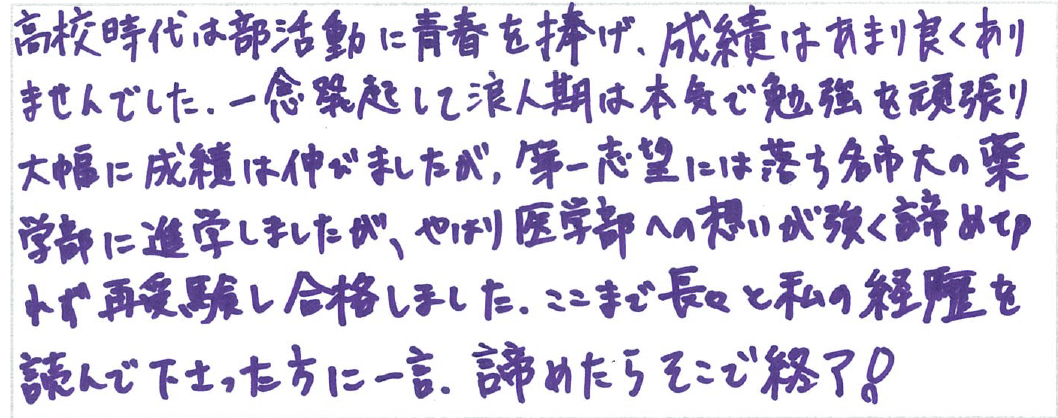 高校時代は部活動に青春を捧げ、成績はあまり良くあり
ませんでした。一念発起して浪人期は本気で勉強を頑張り
大幅に成績は伸びましたが、第一志望には落ち名市大の薬
学部に進学しましたが、やはり医学部への想いが強く諦めら
れず再受験し合格しました。ここまで長々と私の経歴を
読んで下さった方に一言。諦めたらそこで終了!